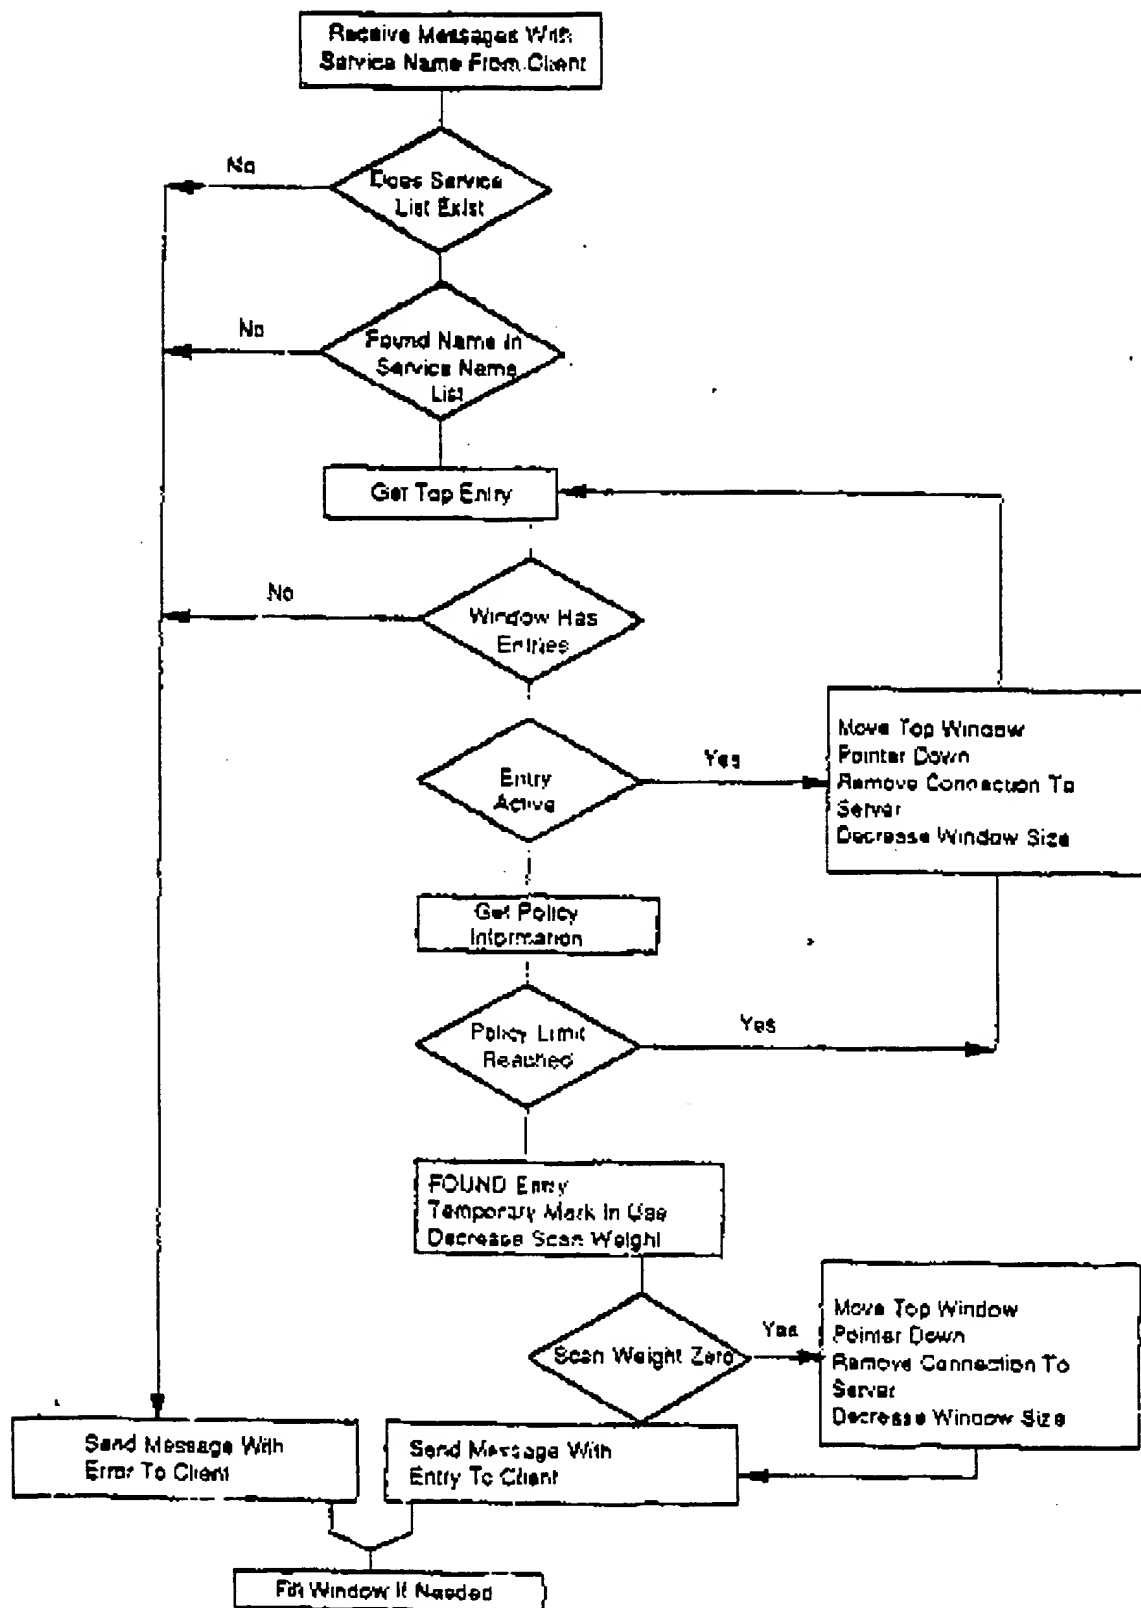 Receive Messages With
Service Name From Client
No
Does Service
List Exist
No
Found Name In
Service Name
List
Get Top Entry
No
Window Has
Entries
Entry
Active
Yes
Move Top Window
Pointer Down
Remove Connection To
Server
Decrease Window Size
Get Policy
Information
Policy Limit
Reached
Yes
FOUND Entry
Temporary Mark In Use
Decrease Scan Weight
Scan Weight Zero
Yes
Move Top Window
Pointer Down
Remove Connection To
Server
Decrease Window Size
Send Message With
Error To Client
Send Message With
Entry To Client
Fill Window If Needed